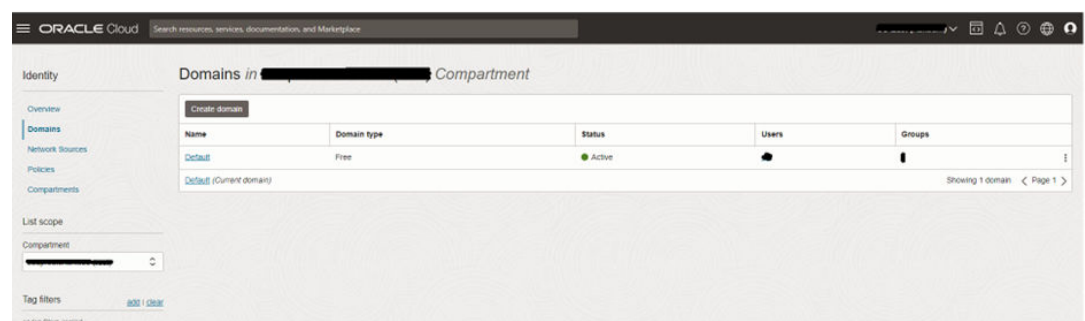 ORACLE Cloud Search resources, services, documentation, and Marketplace
Identity
Overview
Domains
Network Sources
Policies
Compartments
List scope
Compartment
Tag filters add | clear
Domains in Compartment
Create domain
Name Domain type Status Users Groups
Default Free Active
Default (Current domain) Showing 1 domain < Page 1 >